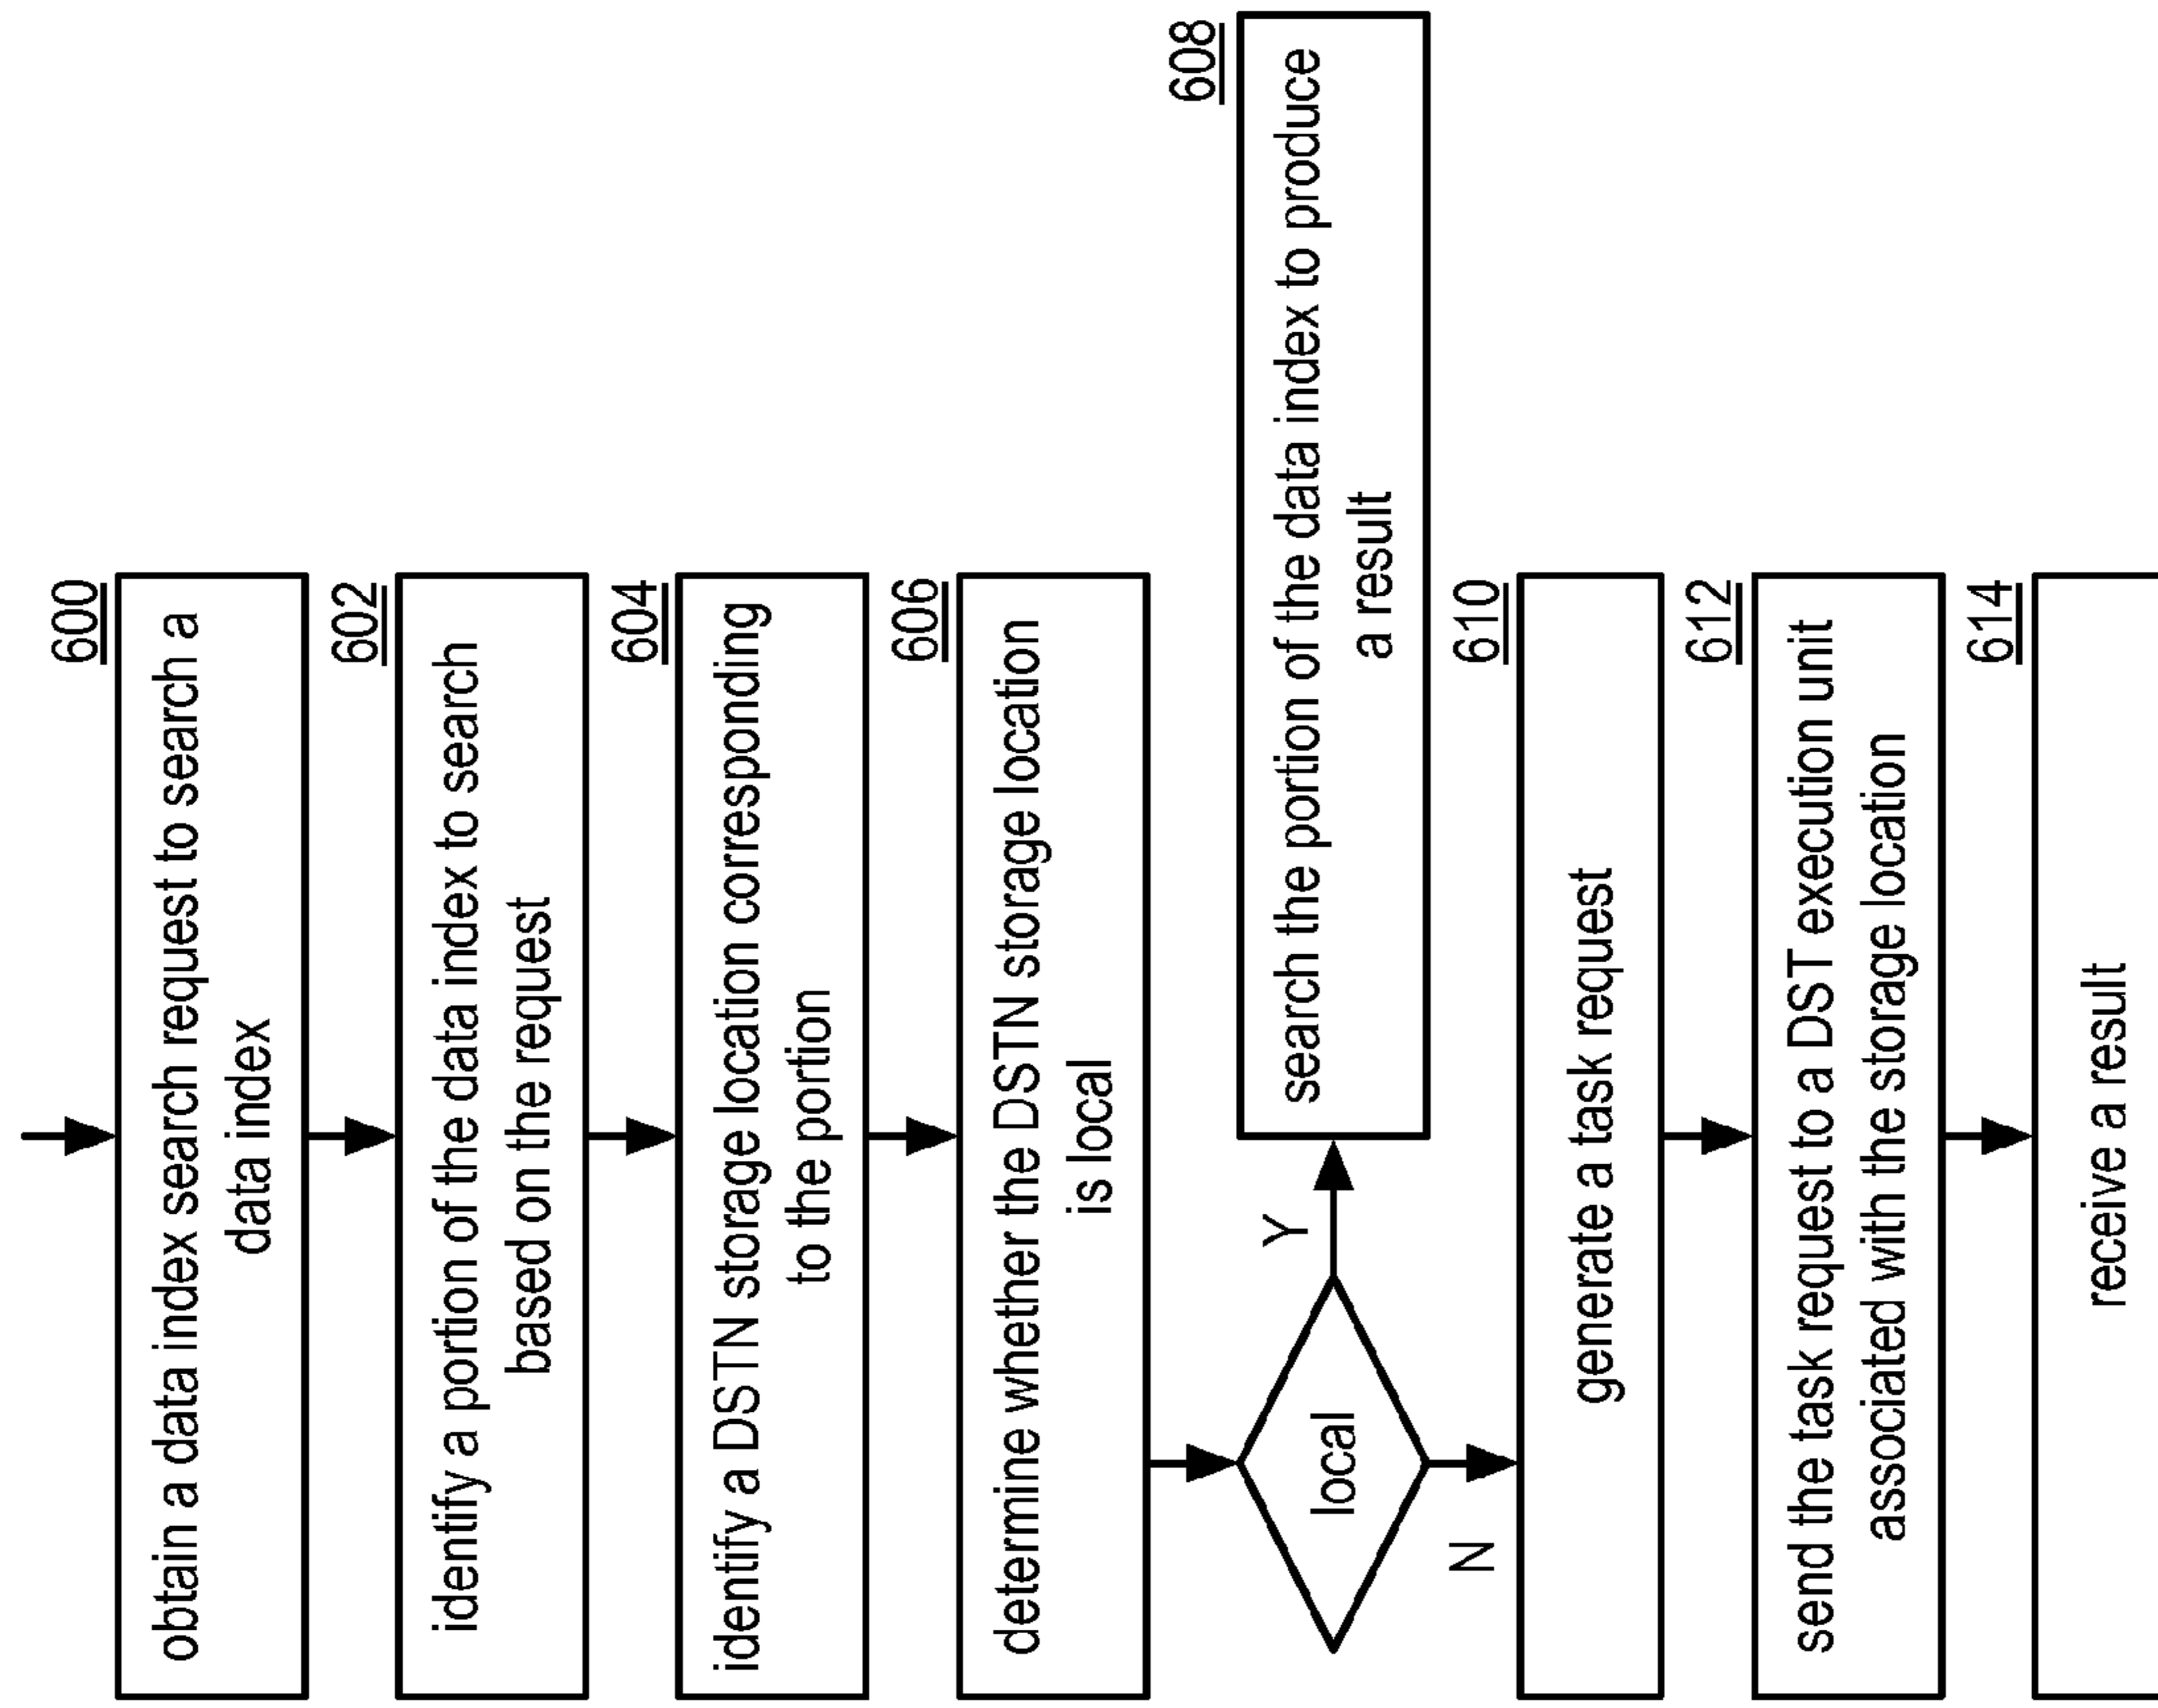 600
obtain a data index search request to search a
data index
602
identify a portion of the data index to search
based on the request
604
identify a DSTN storage location corresponding
to the portion
606
determine whether the DSTN storage location
is local
local
Y
608
search the portion of the data index to produce
a result
N
610
generate a task request
612
send the task request to a DST execution unit
associated with the storage location
614
receive a result